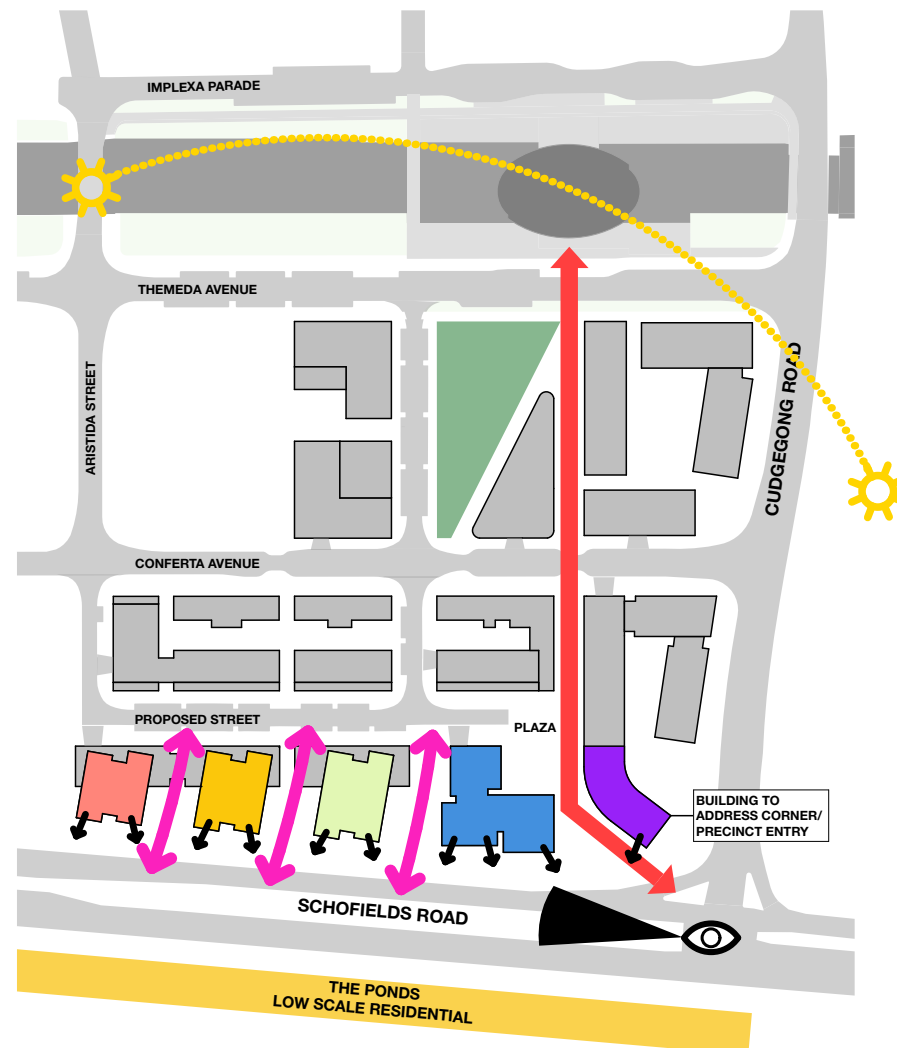 IMPLEXA PARADE
THEMEDA AVENUE
ARISTIDA STREET
CUDGEGONG ROAD
CONFERTA AVENUE
PROPOSED STREET
PLAZA
BUILDING TO
ADDRESS CORNER/
PRECINCT ENTRY
SCHOFIELDS ROAD
THE PONDS
LOW SCALE RESIDENTIAL